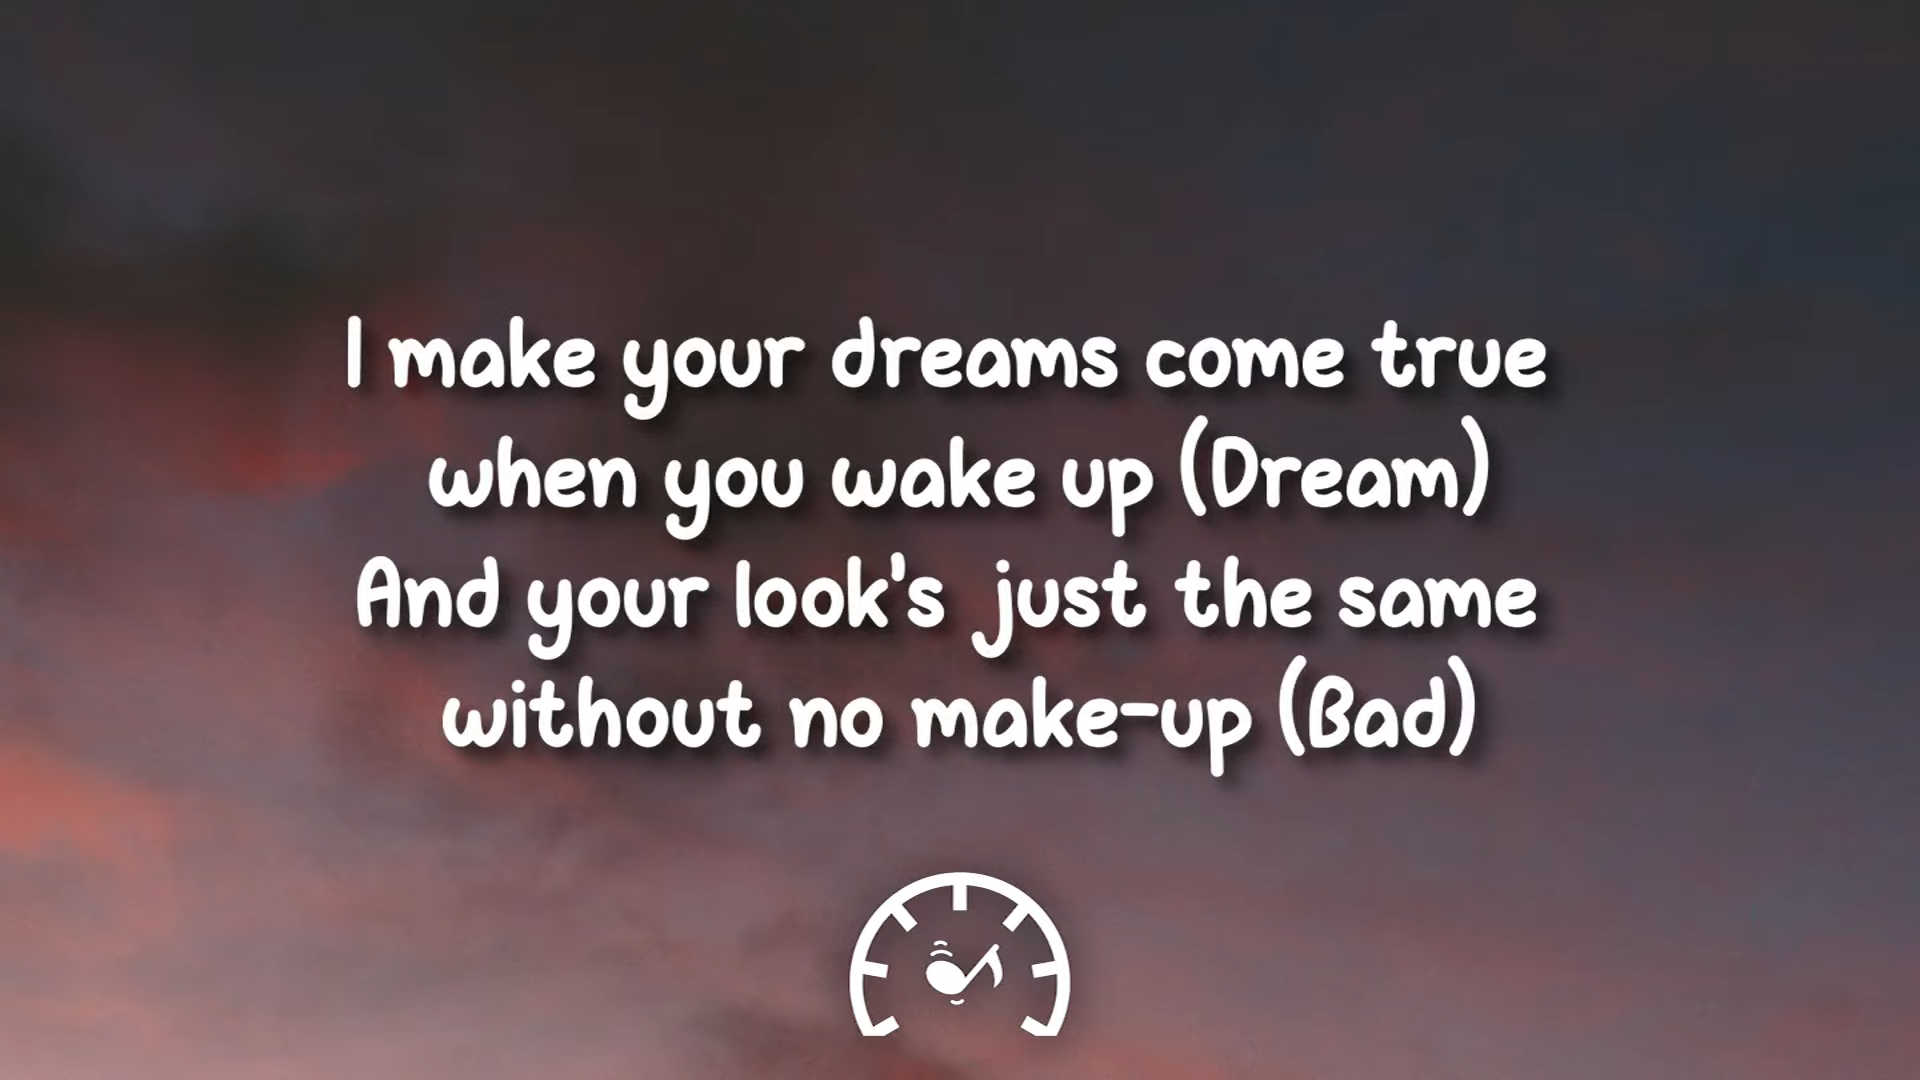 I make your dreams come true
when you wake up (Dream)
And your look's just the same
without no make-up (Bad)